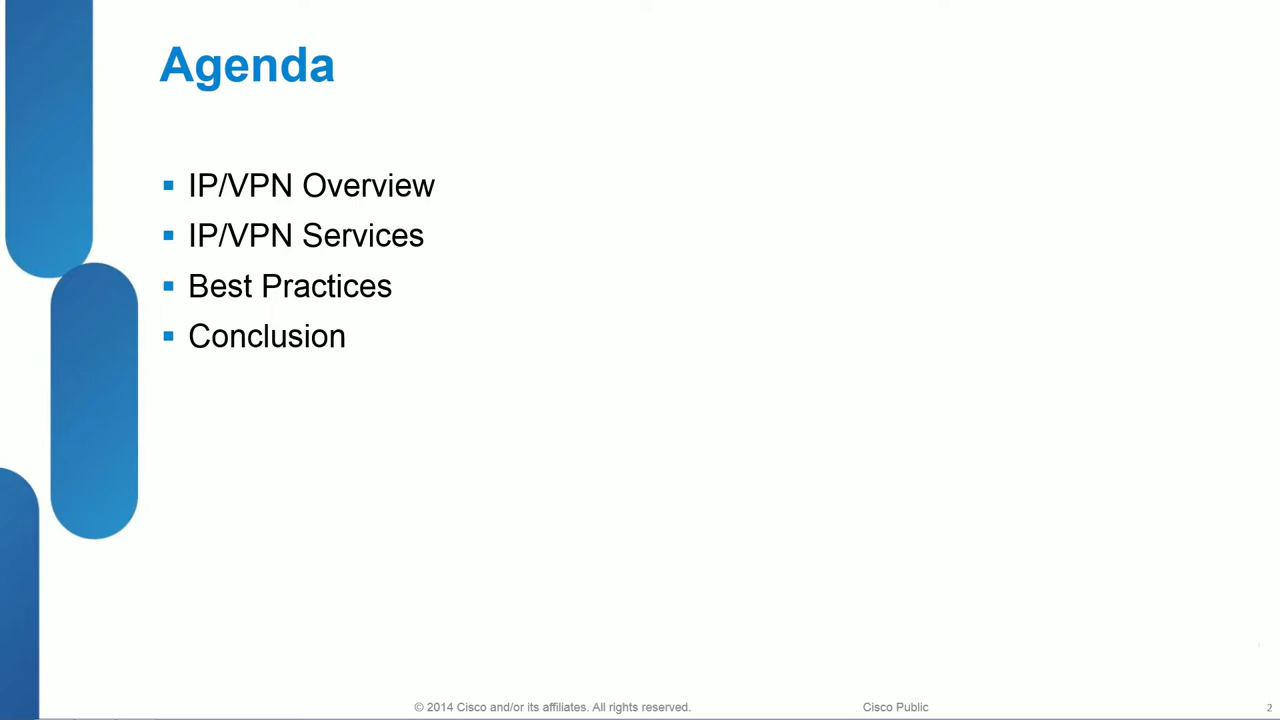 Agenda
▪ IP/VPN Overview
▪ IP/VPN Services
▪ Best Practices
▪ Conclusion
© 2014 Cisco and/or its affiliates. All rights reserved. Cisco Public 2